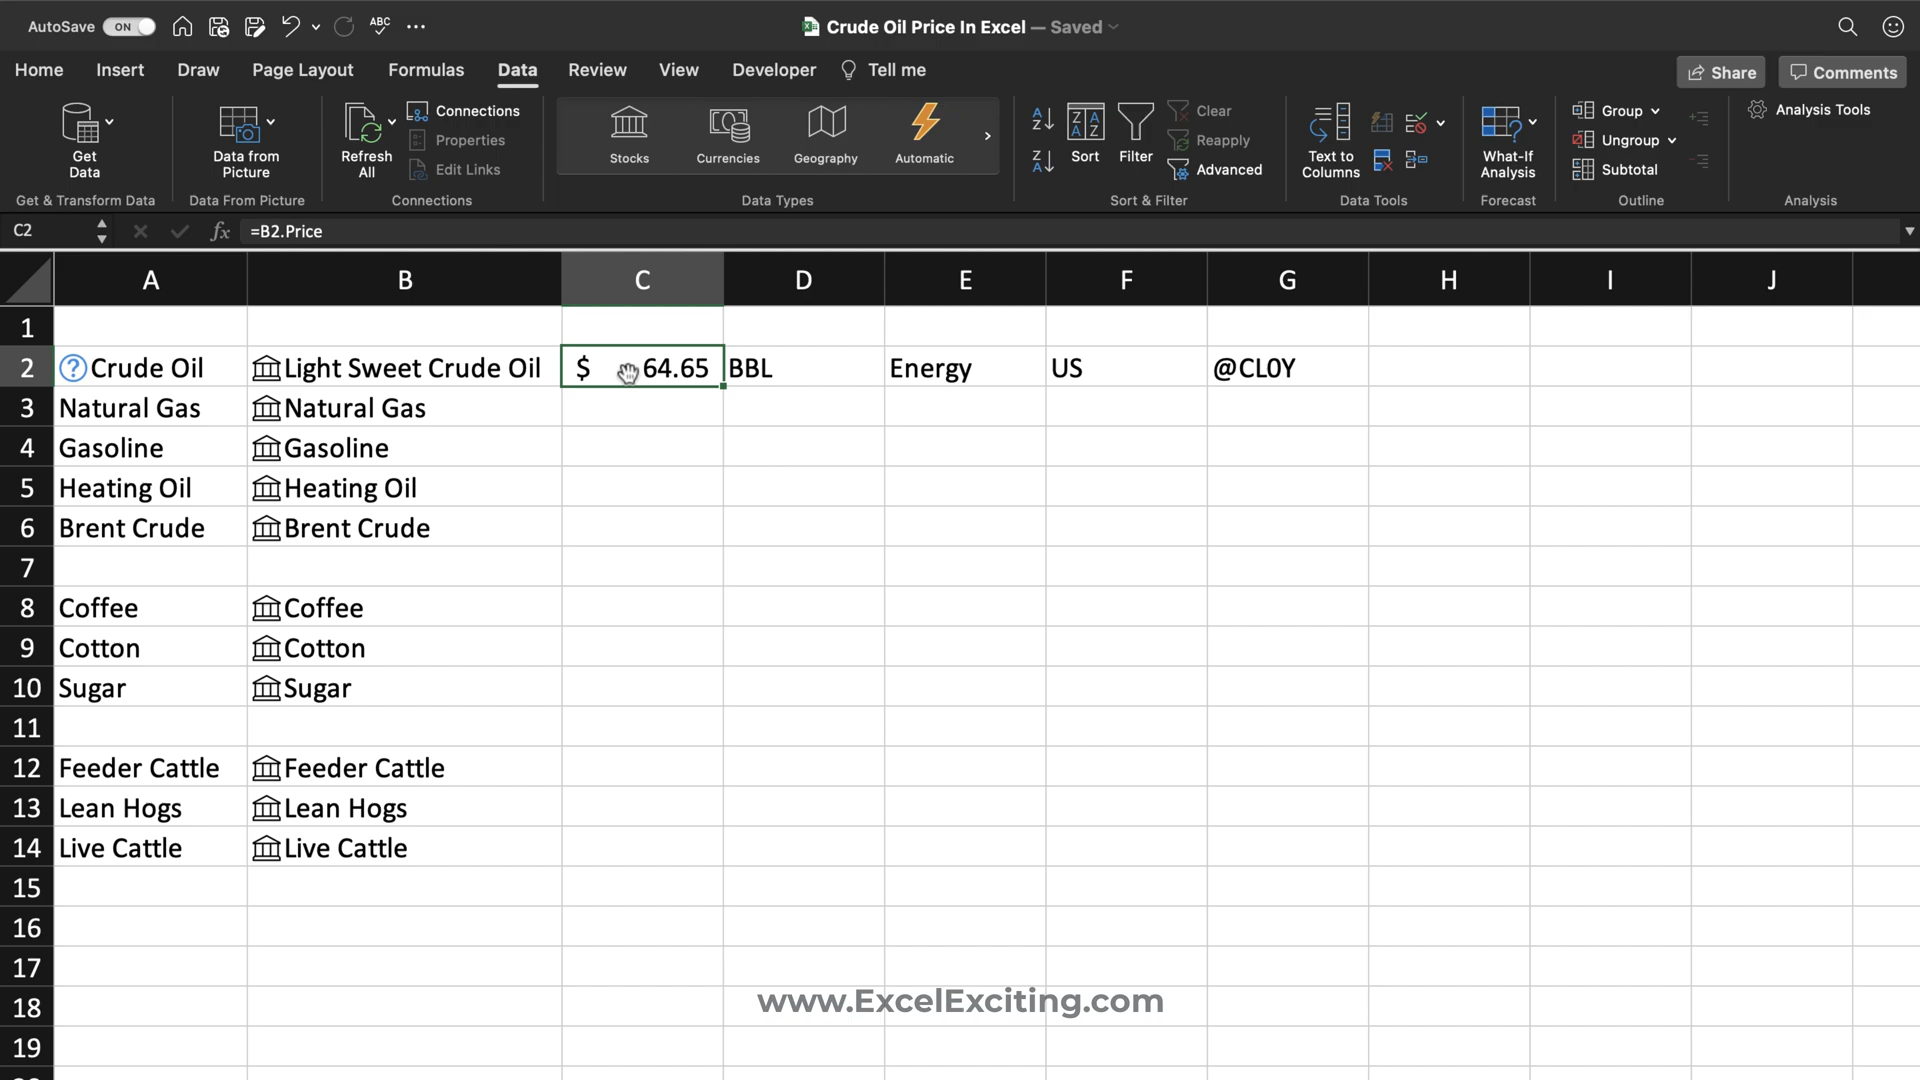 AutoSave ON ABC ... Crude Oil Price In Excel — Saved
Home Insert Draw Page Layout Formulas Data Review View Developer Tell me Share Comments
Get Data
Get & Transform Data
Data from Picture
Data From Picture
Refresh All
Connections
Properties
Edit Links
Connections
Stocks Currencies Geography Automatic
Data Types
Sort
Filter
Clear
Reapply
Advanced
Sort & Filter
Text to Columns
Data Tools
What-If Analysis
Forecast
Group
Ungroup
Subtotal
Outline
Analysis Tools
Analysis
C2 fx =B2.Price
A B C D E F G H I J
1
2 Crude Oil Light Sweet Crude Oil $ 64.65 BBL Energy US @CL0Y
3 Natural Gas Natural Gas
4 Gasoline Gasoline
5 Heating Oil Heating Oil
6 Brent Crude Brent Crude
7
8 Coffee Coffee
9 Cotton Cotton
10 Sugar Sugar
11
12 Feeder Cattle Feeder Cattle
13 Lean Hogs Lean Hogs
14 Live Cattle Live Cattle
15
16
17
18
www.ExcelExciting.com
19